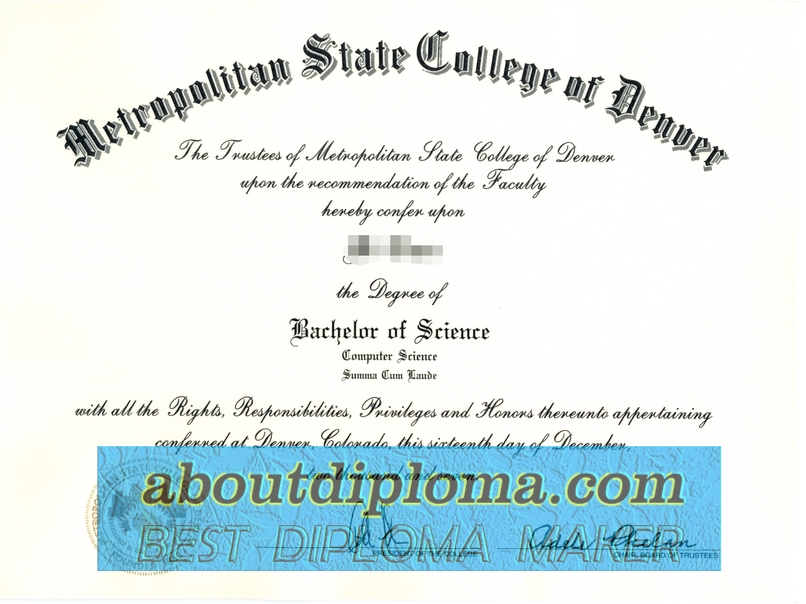 Metropolitan State College of Denver
The Trustees of Metropolitan State College of Denver
upon the recommendation of the Faculty
hereby confer upon
the Degree of
Bachelor of Science
Computer Science
Summa Cum Laude
with all the Rights, Responsibilities, Privileges and Honors thereunto appertaining
conferred at Denver, Colorado, this sixteenth day of December,
two thousand and seven
aboutdiploma.com
BEST DIPLOMA MAKER
PRESIDENT OF THE COLLEGE
CHAIR, BOARD OF TRUSTEES